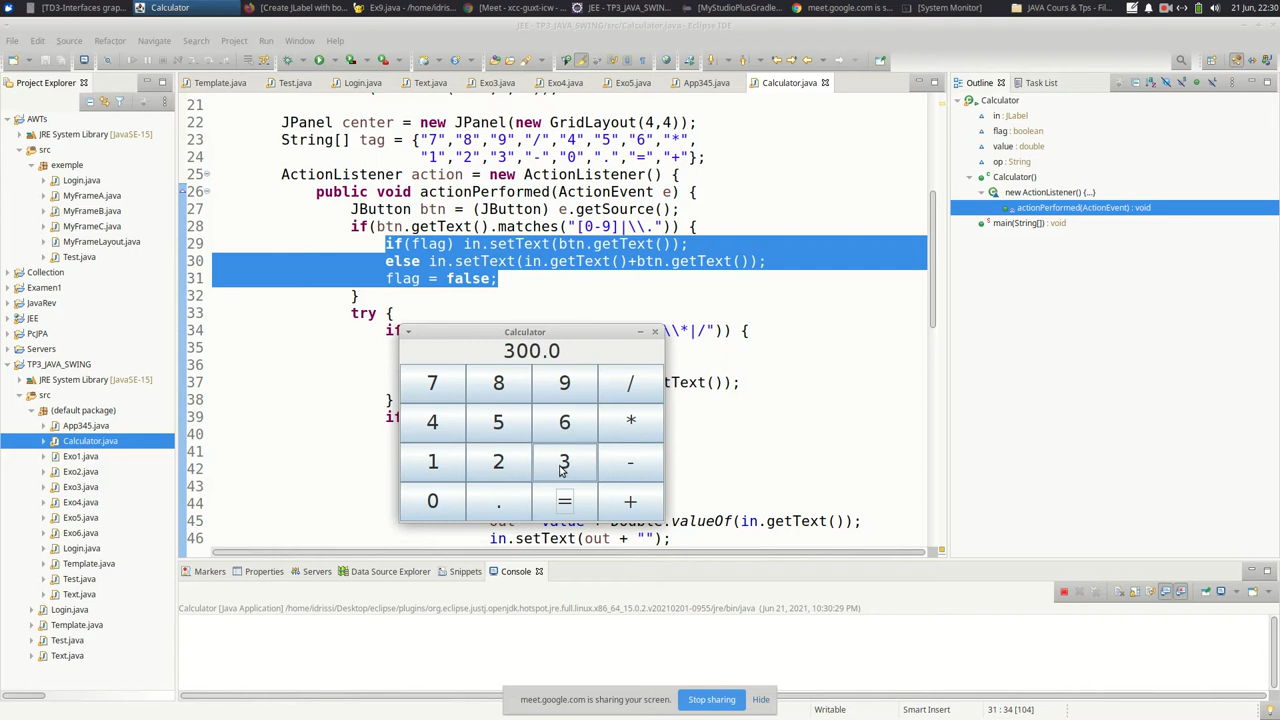 [TD3-Interfaces graph...
Calculator
[Create JLabel with bo...
Ex9.java - /home/idris...
[Meet - xcc-guxt-icw -...
[JEE Interfaces avec J...
[MyStudioPlusGradle...
meet.google.com is sh...
[System Monitor]
JAVA Cours & Tps - O...
21 Jun, 22:30
JEE - TP3_JAVA_SWING/src/Calculator.java - Eclipse IDE
File Edit Source Refactor Navigate Search Project Run Window Help
Project Explorer
Template.java
Test.java
Login.java
Text.java
Exo3.java
Exo4.java
Exo5.java
App345.java
Calculator.java
Outline
Task List
AWTs
JRE System Library [JavaSE-15]
src
exemple
Login.java
MyFrameA.java
MyFrameB.java
MyFrameC.java
MyFrameLayout.java
Test.java
Collection
Examen1
JavaRev
JEE
PcJPA
Servers
TP3_JAVA_SWING
JRE System Library [JavaSE-15]
src
(default package)
App345.java
Calculator.java
Exo1.java
Exo2.java
Exo3.java
Exo4.java
Exo5.java
Exo6.java
Login.java
Template.java
Test.java
Text.java
Login.java
Template.java
Test.java
Text.java
21
22 JPanel center = new JPanel(new GridLayout(4,4));
23 String[] tag = {"7","8","9","/","4","5","6","*",
24 "1","2","3","-","0",".","=","+"};
25 ActionListener action = new ActionListener() {
26 public void actionPerformed(ActionEvent e) {
27 JButton btn = (JButton) e.getSource();
28 if(btn.getText().matches("[0-9]|\\.")) {
29 if(flag) in.setText(btn.getText());
30 else in.setText(in.getText()+btn.getText());
31 flag = false;
32 }
33 try {
34 if \\*|/")) {
35
36
37 tText());
38 }
39 if
40
41
42
43
44
45 out = value + Double.valueOf(in.getText());
46 in.setText(out + "");
Calculator
300.0
7 8 9 /
4 5 6 *
1 2 3 -
0 . = +
Calculator
in: JLabel
flag: boolean
value: double
op: String
Calculator()
new ActionListener() {...}
actionPerformed(ActionEvent): void
main(String[]): void
Markers
Properties
Servers
Data Source Explorer
Snippets
Console
Calculator [Java Application] /home/idrissi/Desktop/eclipse/plugins/org.eclipse.justj.openjdk.hotspot.jre.full.linux.x86_64_15.0.2.v20210201-0955/jre/bin/java (Jun 21, 2021, 10:30:29 PM)
meet.google.com is sharing your screen.
Stop sharing
Hide
Writable
Smart Insert
31 : 34 [104]